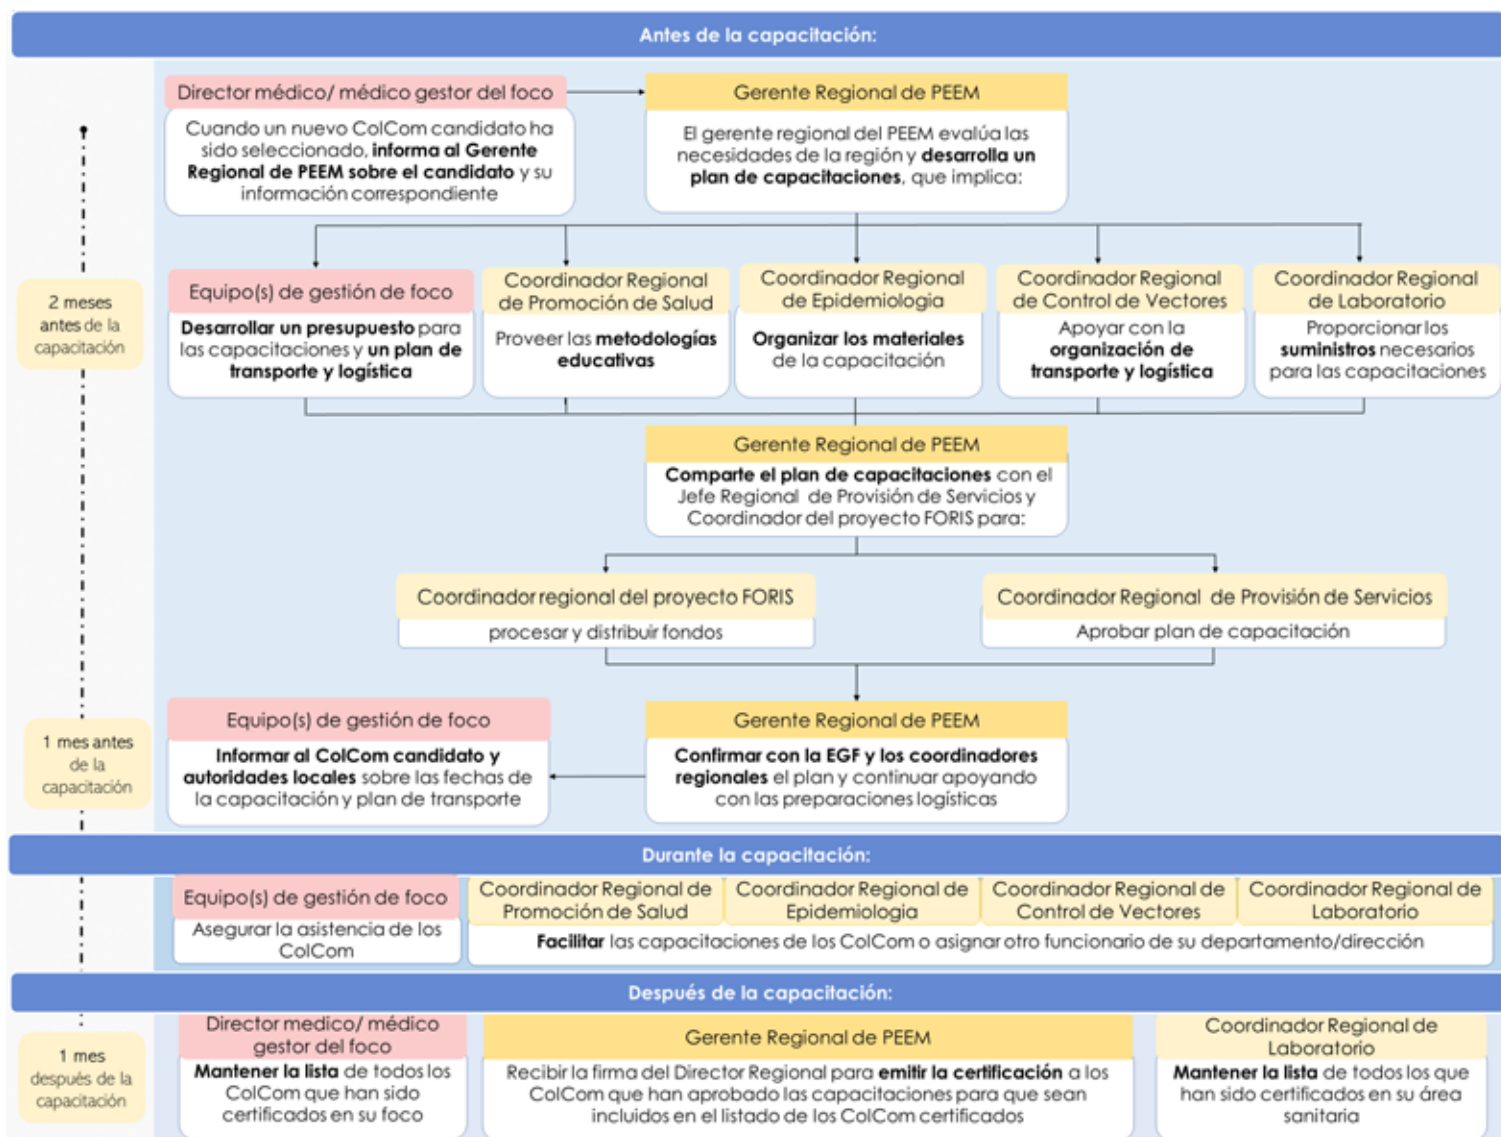 Antes de la capacitación:
Director médico/ médico gestor del foco
Cuando un nuevo ColCom candidato ha
sido seleccionado, informa al Gerente
Regional de PEEM sobre el candidato y su
información correspondiente
Gerente Regional de PEEM
El gerente regional del PEEM evalúa las
necesidades de la región y desarrolla un
plan de capacitaciones, que implica:
2 meses
antes de la
capacitación
Equipo(s) de gestión de foco
Desarrollar un presupuesto para
las capacitaciones y un plan de
transporte y logística
Coordinador Regional
de Promoción de Salud
Proveer las metodologías
educativas
Coordinador Regional
de Epidemiologia
Organizar los materiales
de la capacitación
Coordinador Regional
de Control de Vectores
Apoyar con la
organización de
transporte y logística
Coordinador Regional
de Laboratorio
Proporcionar los
suministros necesarios
para las capacitaciones
Gerente Regional de PEEM
Comparte el plan de capacitaciones con el
Jefe Regional de Provisión de Servicios y
Coordinador del proyecto FORIS para:
Coordinador regional del proyecto FORIS
procesar y distribuir fondos
Coordinador Regional de Provisión de Servicios
Aprobar plan de capacitación
1 mes antes
de la
capacitación
Equipo(s) de gestión de foco
Informar al ColCom candidato y
autoridades locales sobre las fechas de
la capacitación y plan de transporte
Gerente Regional de PEEM
Confirmar con la EGF y los coordinadores
regionales el plan y continuar apoyando
con las preparaciones logísticas
Durante la capacitación:
Equipo(s) de gestión de foco
Asegurar la asistencia de los
ColCom
Coordinador Regional de
Promoción de Salud
Coordinador Regional de
Epidemiologia
Coordinador Regional de
Control de Vectores
Coordinador Regional de
Laboratorio
Facilitar las capacitaciones de los ColCom o asignar otro funcionario de su departamento/dirección
Después de la capacitación:
1 mes
después de la
capacitación
Director medico/ médico
gestor del foco
Mantener la lista de todos los
ColCom que han sido
certificados en su foco
Gerente Regional de PEEM
Recibir la firma del Director Regional para emitir la certificación a los
ColCom que han aprobado las capacitaciones para que sean
incluidos en el listado de los ColCom certificados
Coordinador Regional de
Laboratorio
Mantener la lista de todos los que
han sido certificados en su área
sanitaria